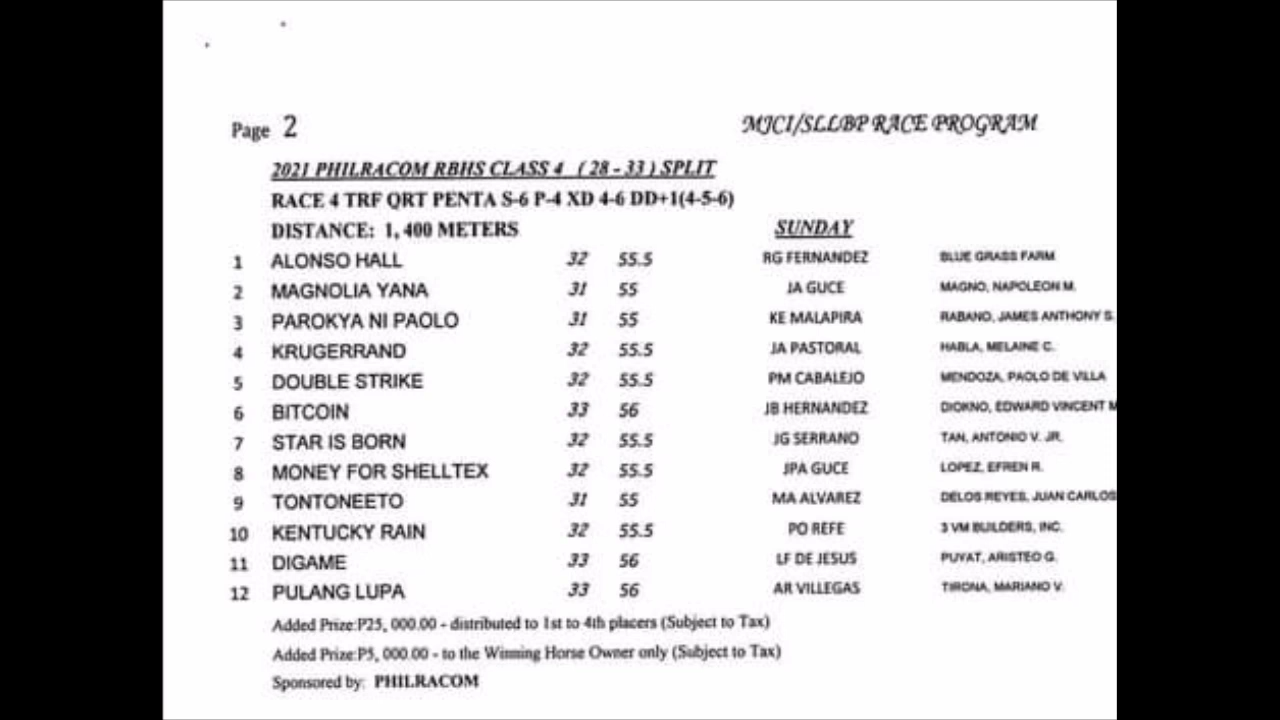 Page 2 MJCI/SLLBP RACE PROGRAM
2021 PHILRACOM RBHS CLASS 4 ( 28 - 33 ) SPLIT
RACE 4 TRF QRT PENTA S-6 P-4 XD 4-6 DD+1(4-5-6)
DISTANCE: 1, 400 METERS SUNDAY
1 ALONSO HALL 32 55.5 RG FERNANDEZ BLUE GRASS FARM
2 MAGNOLIA YANA 31 55 JA GUCE MAGNO, NAPOLEON M.
3 PAROKYA NI PAOLO 31 55 KE MALAPIRA RABANO, JAMES ANTHONY S.
4 KRUGERRAND 32 55.5 JA PASTORAL HABLA, MELAINE C.
5 DOUBLE STRIKE 32 55.5 PM CABALEJO MENDOZA, PAOLO DE VILLA
6 BITCOIN 33 56 JB HERNANDEZ DIOKNO, EDWARD VINCENT M
7 STAR IS BORN 32 55.5 JG SERRANO TAN, ANTONIO V. JR.
8 MONEY FOR SHELLTEX 32 55.5 JPA GUCE LOPEZ, EFREN R.
9 TONTONEETO 31 55 MA ALVAREZ DELOS REYES, JUAN CARLOS
10 KENTUCKY RAIN 32 55.5 PO REFE 3 VM BUILDERS, INC.
11 DIGAME 33 56 LF DE JESUS PUYAT, ARISTEO G.
12 PULANG LUPA 33 56 AR VILLEGAS TIRONA, MARIANO V.
Added Prize:P25, 000.00 - distributed to 1st to 4th placers (Subject to Tax)
Added Prize:P5, 000.00 - to the Winning Horse Owner only (Subject to Tax)
Sponsored by: PHILRACOM